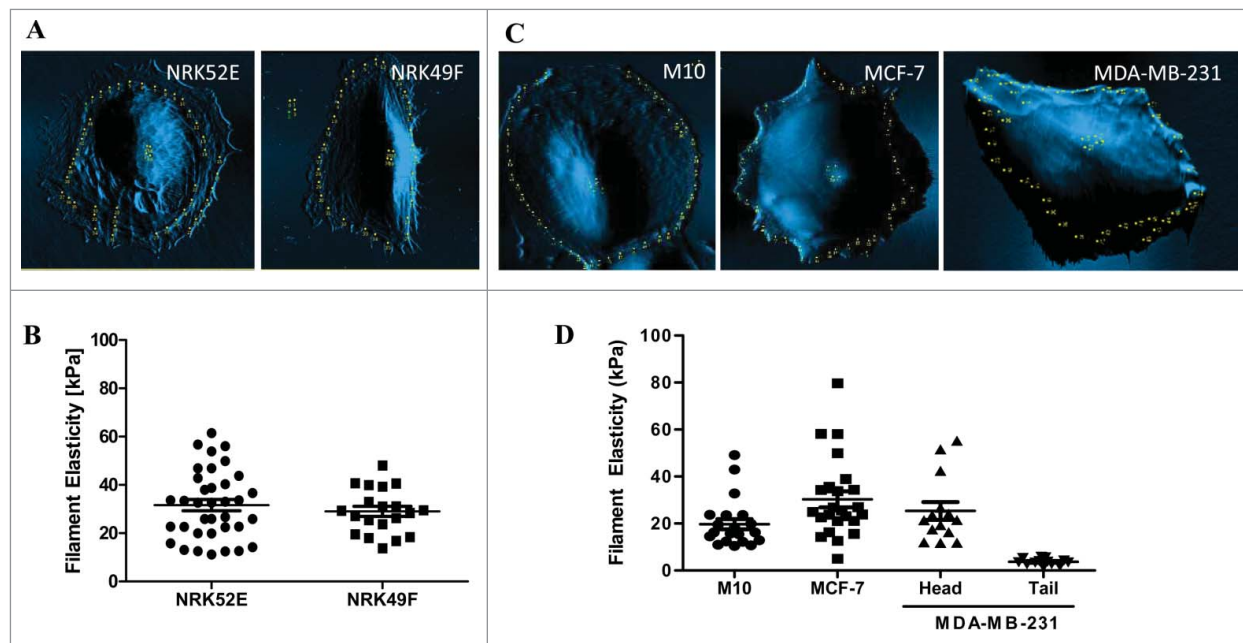 A
NRK52E
NRK49F
C
M10
MCF-7
MDA-MB-231
B
Filament Elasticity [kPa]
100
80
60
40
20
0
NRK52E
NRK49F
D
Filament Elasticity (kPa)
100
80
60
40
20
0
M10
MCF-7
Head
Tail
MDA-MB-231